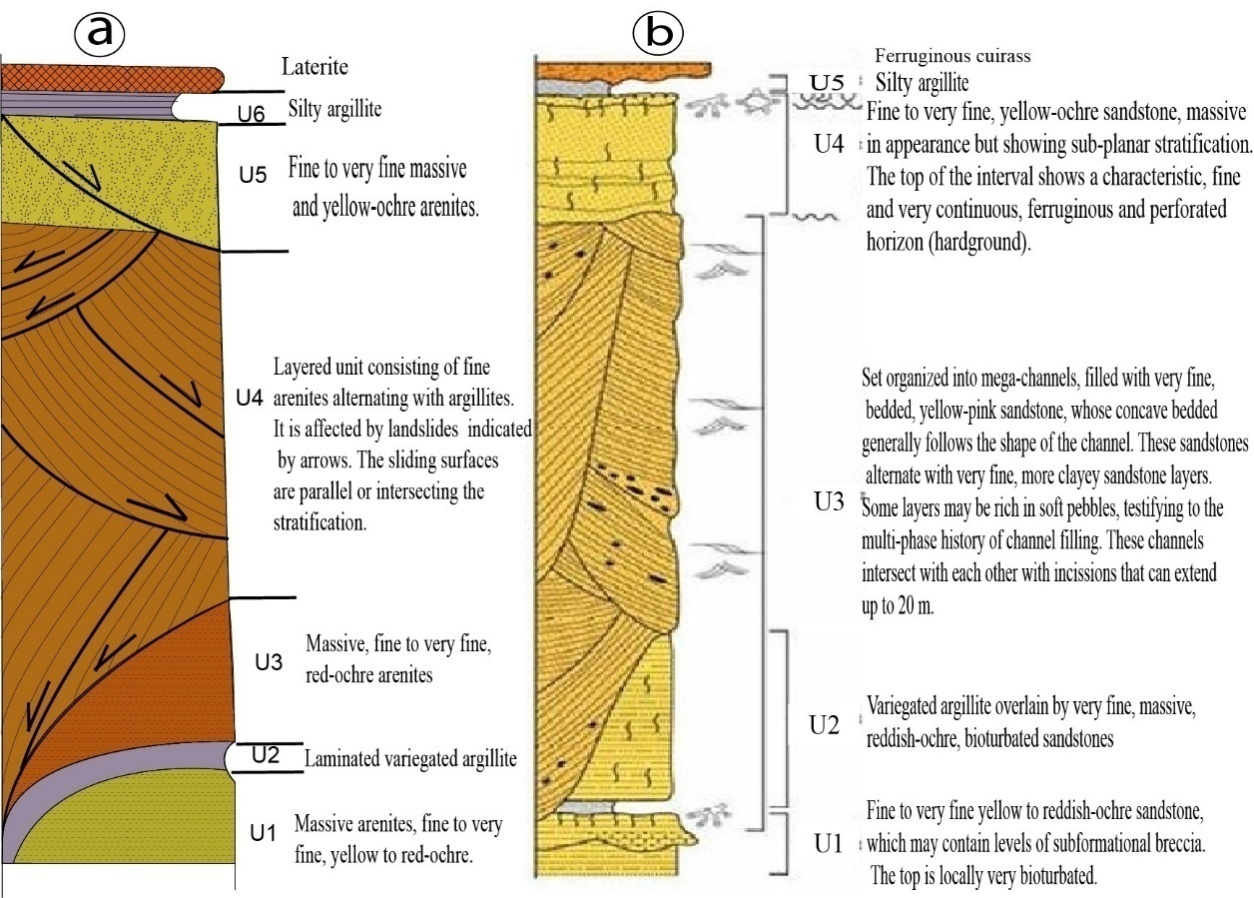 a
Laterite
U6 Silty argillite
U5 Fine to very fine massive
and yellow-ochre arenites.
Layered unit consisting of fine
U4 arenites alternating with argillites.
It is affected by landslides indicated
by arrows. The sliding surfaces
are parallel or intersecting the
stratification.
U3 Massive, fine to very fine,
red-ochre arenites
U2 Laminated variegated argillite
U1 Massive arenites, fine to very
fine, yellow to red-ochre.
b
Ferruginous cuirass
U5 Silty argillite
Fine to very fine, yellow-ochre sandstone, massive
U4 in appearance but showing sub-planar stratification.
The top of the interval shows a characteristic, fine
and very continuous, ferruginous and perforated
horizon (hardground).
Set organized into mega-channels, filled with very fine,
bedded, yellow-pink sandstone, whose concave bedded
generally follows the shape of the channel. These sandstones
alternate with very fine, more clayey sandstone layers.
U3 Some layers may be rich in soft pebbles, testifying to the
multi-phase history of channel filling. These channels
intersect with each other with incissions that can extend
up to 20 m.
U2 Variegated argillite overlain by very fine, massive,
reddish-ochre, bioturbated sandstones
Fine to very fine yellow to reddish-ochre sandstone,
U1 which may contain levels of subformational breccia.
The top is locally very bioturbated.